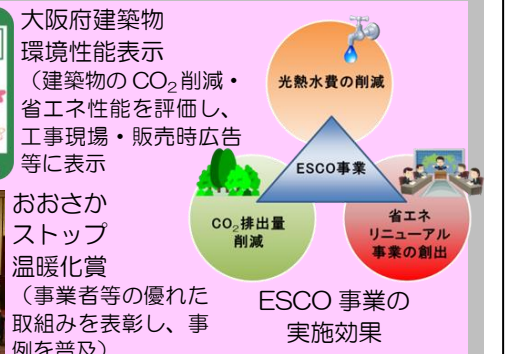 大阪府建築物
環境性能表示
（建築物の CO₂削減・
省エネ性能を評価し、
工事現場・販売時広告
等に表示
おおさか
ストップ
温暖化賞
（事業者等の優れた
取組みを表彰し、事
例を普及）
光熱水費の削減
ESCO事業
CO₂排出量
削減
省エネ
リニューアル
事業の創出
ESCO 事業の
実施効果